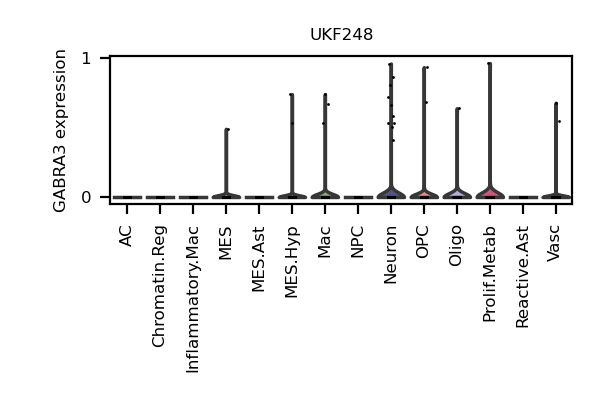 UKF248
GABRA3 expression
1
0
AC
Chromatin.Reg
Inflammatory.Mac
MES
MES.Ast
MES.Hyp
Mac
NPC
Neuron
OPC
Oligo
Prolif.Metab
Reactive.Ast
Vasc